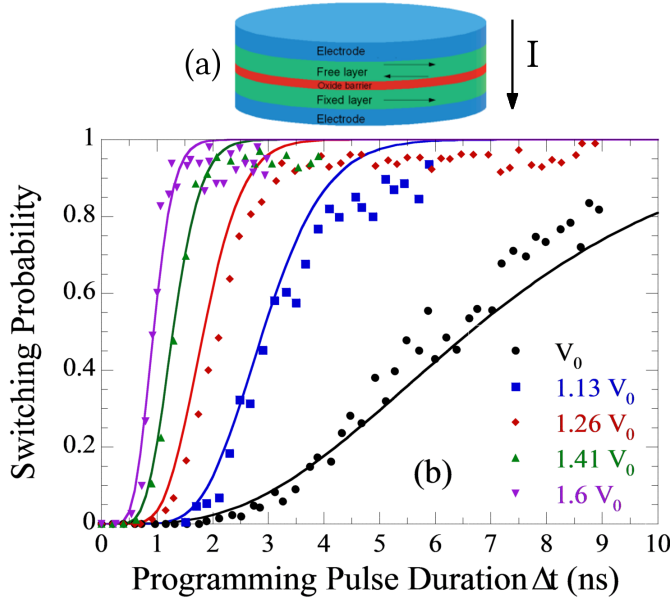 (a)
Electrode
Free layer
Oxide barrier
Fixed layer
Electrode
I
Switching Probability
1
0.8
0.6
0.4
0.2
0
(b)
V₀
1.13 V₀
1.26 V₀
1.41 V₀
1.6 V₀
0 1 2 3 4 5 6 7 8 9 10
Programming Pulse Duration Δt (ns)